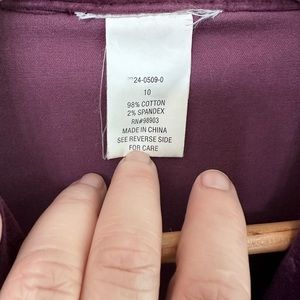 24-0509-0
10
98% COTTON
2% SPANDEX
RN#98903
MADE IN CHINA
SEE REVERSE SIDE
FOR CARE